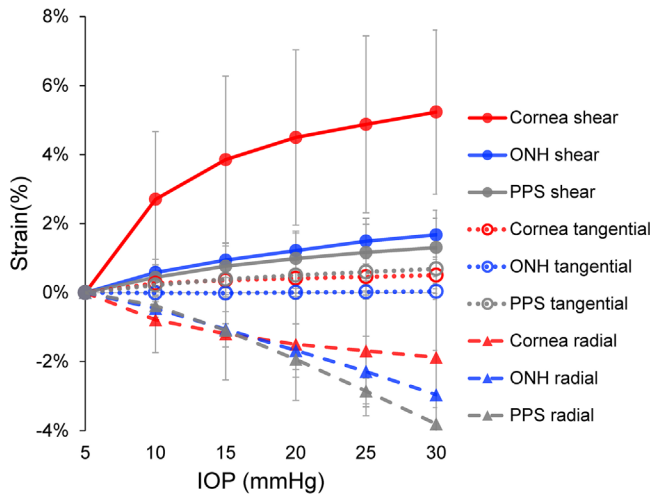 8%
6%
4%
2%
0%
-2%
-4%
Strain(%)
5
10
15
20
25
30
IOP (mmHg)
Cornea shear
ONH shear
PPS shear
Cornea tangential
ONH tangential
PPS tangential
Cornea radial
ONH radial
PPS radial